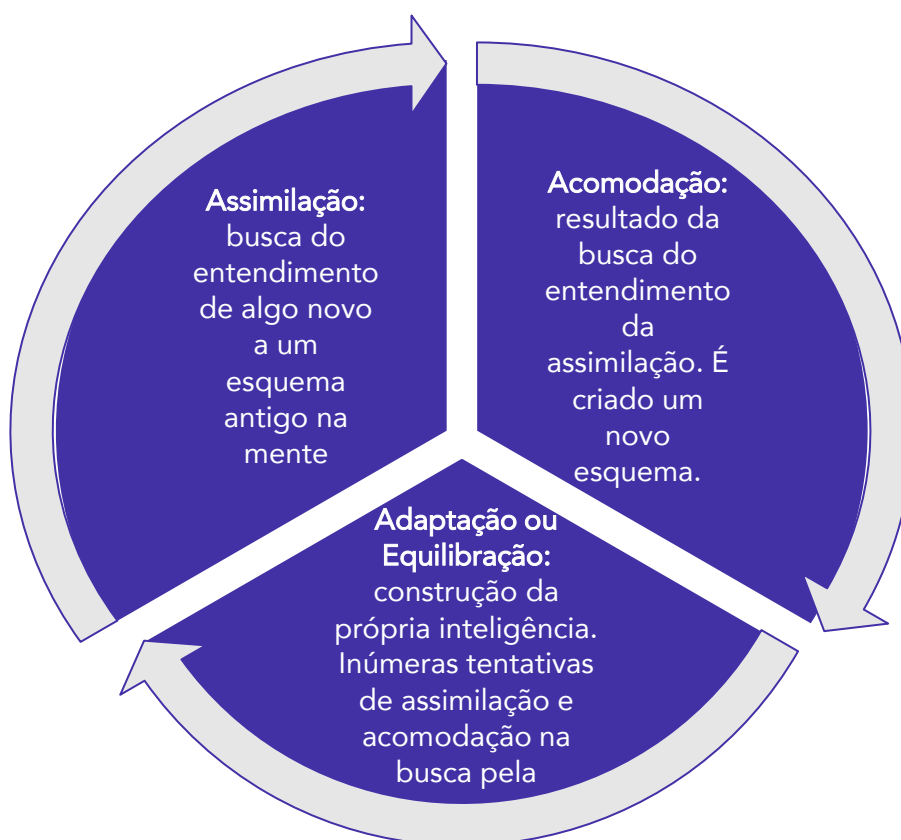 Assimilação:
busca do
entendimento
de algo novo
a um
esquema
antigo na
mente
Acomodação:
resultado da
busca do
entendimento
da
assimilação. É
criado um
novo
esquema.
Adaptação ou
Equilibração:
construção da
própria inteligência.
Inúmeras tentativas
de assimilação e
acomodação na
busca pela